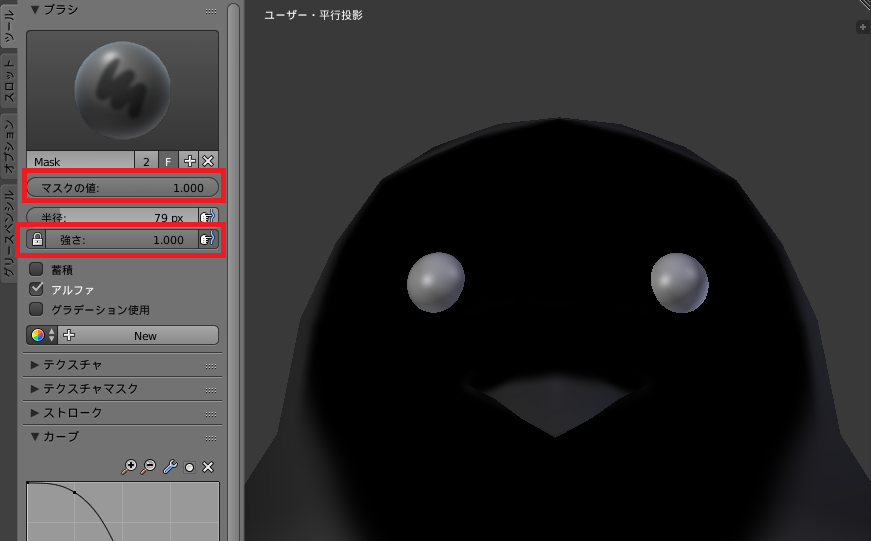 ツール
スロット
オプション
グリースペンシル
ブラシ
Mask 2 F
マスクの値: 1.000
半径: 79 px
強さ: 1.000
蓄積
アルファ
グラデーション使用
New
テクスチャ
テクスチャマスク
ストローク
カーブ
ユーザー・平行投影